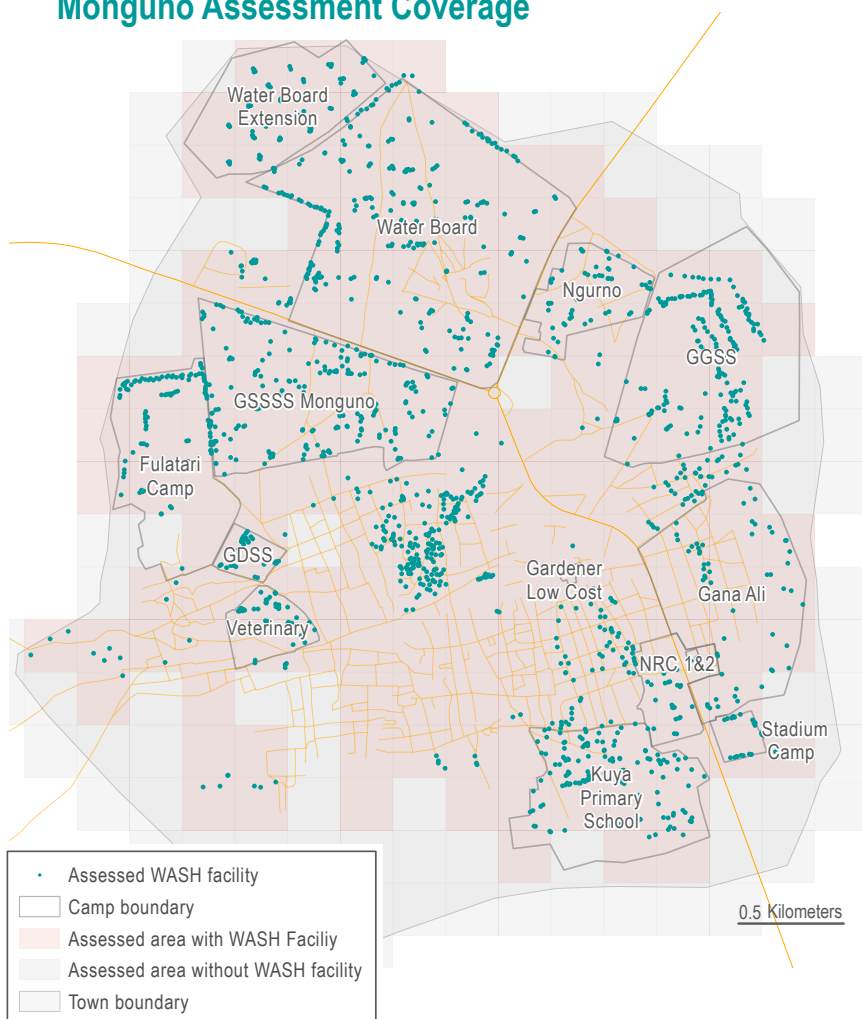 Monguno Assessment Coverage
Water Board
Extension
Water Board
Ngurno
GGSS
GSSSS Monguno
Fulatari
Camp
GDSS
Gardener
Low Cost
Gana Ali
Veterinary
NRC 1&2
Stadium
Camp
Kuya
Primary
School
Assessed WASH facility
Camp boundary
Assessed area with WASH Faciliy
Assessed area without WASH facility
Town boundary
0.5 Kilometers